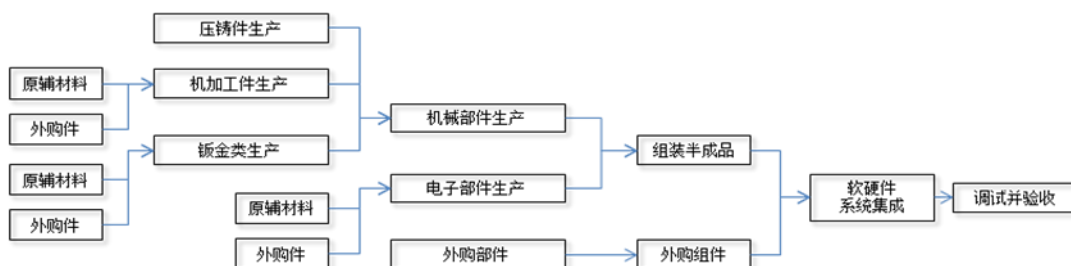 压铸件生产
原辅材料
机加工件生产
外购件
机械部件生产
钣金类生产
组装半成品
原辅材料
电子部件生产
软硬件
系统集成
调试并验收
原辅材料
外购件
外购件
外购部件
外购组件